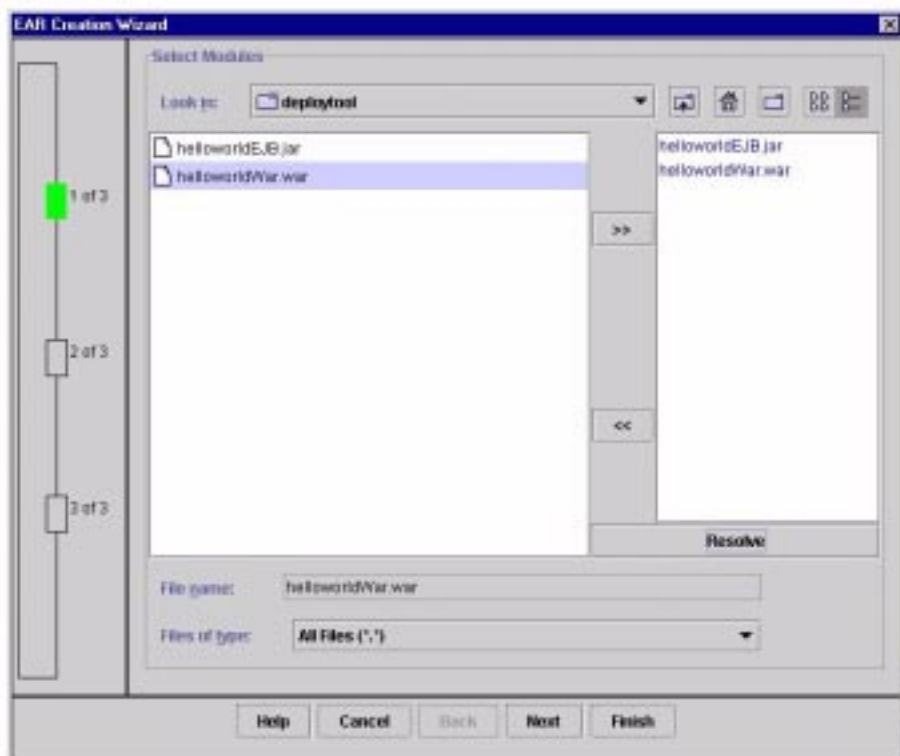 EAR Creation Wizard
Select Modules
Look in: deploytool
helloworldEJB.jar
helloworldWar.war
helloworldEJB.jar
helloworldWar.war
1 of 3
>>
2 of 3
<<
3 of 3
Resolve
File name: helloworldWar.war
Files of type: All Files (*.*)
Help Cancel Back Next Finish